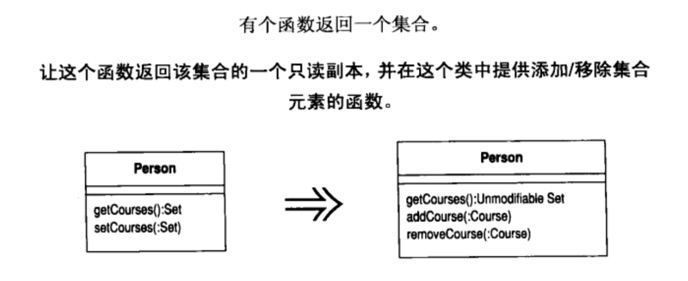 有个函数返回一个集合。
让这个函数返回该集合的一个只读副本，并在这个类中提供添加/移除集合
元素的函数。
Person
getCourses():Set
setCourses(:Set)
Person
getCourses():Unmodifiable Set
addCourse(:Course)
removeCourse(:Course)